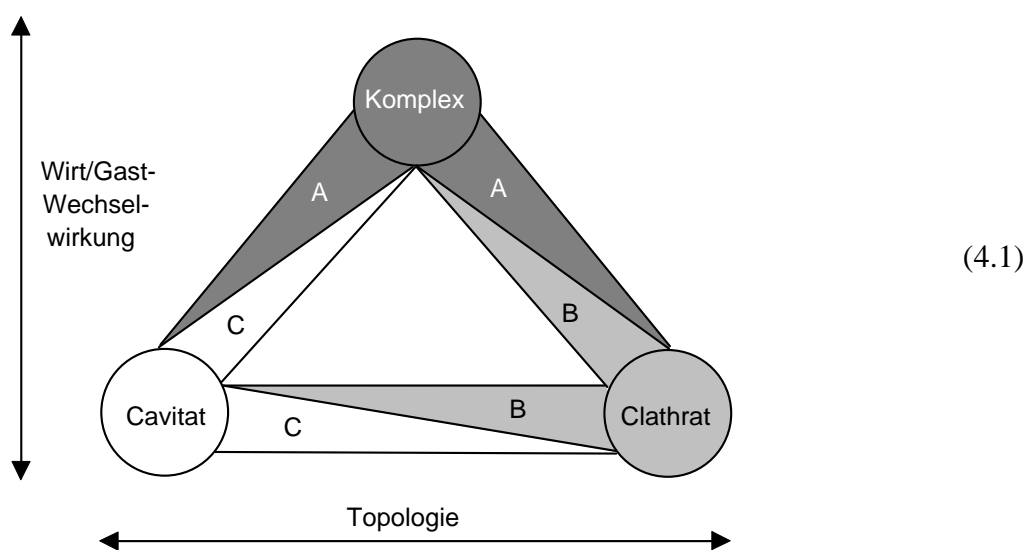 Komplex
Wirt/Gast-
Wechsel-
wirkung
A
A
(4.1)
B
C
Cavitat
B
Clathrat
C
Topologie